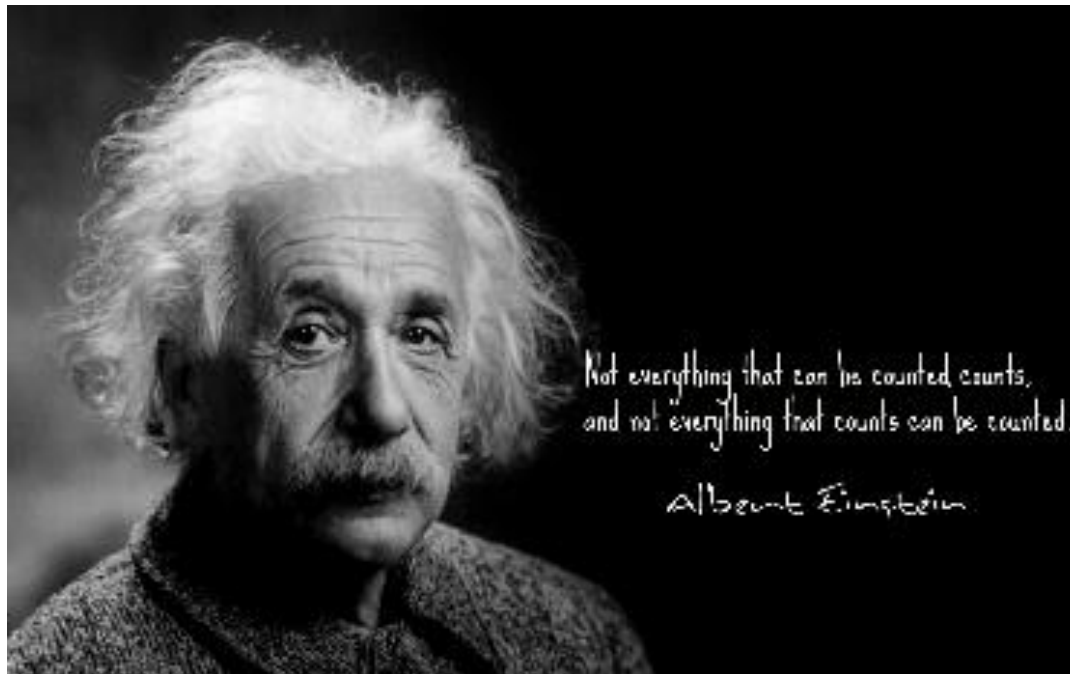 Not everything that can be counted counts,
and not everything that counts can be counted.
Albert Einstein